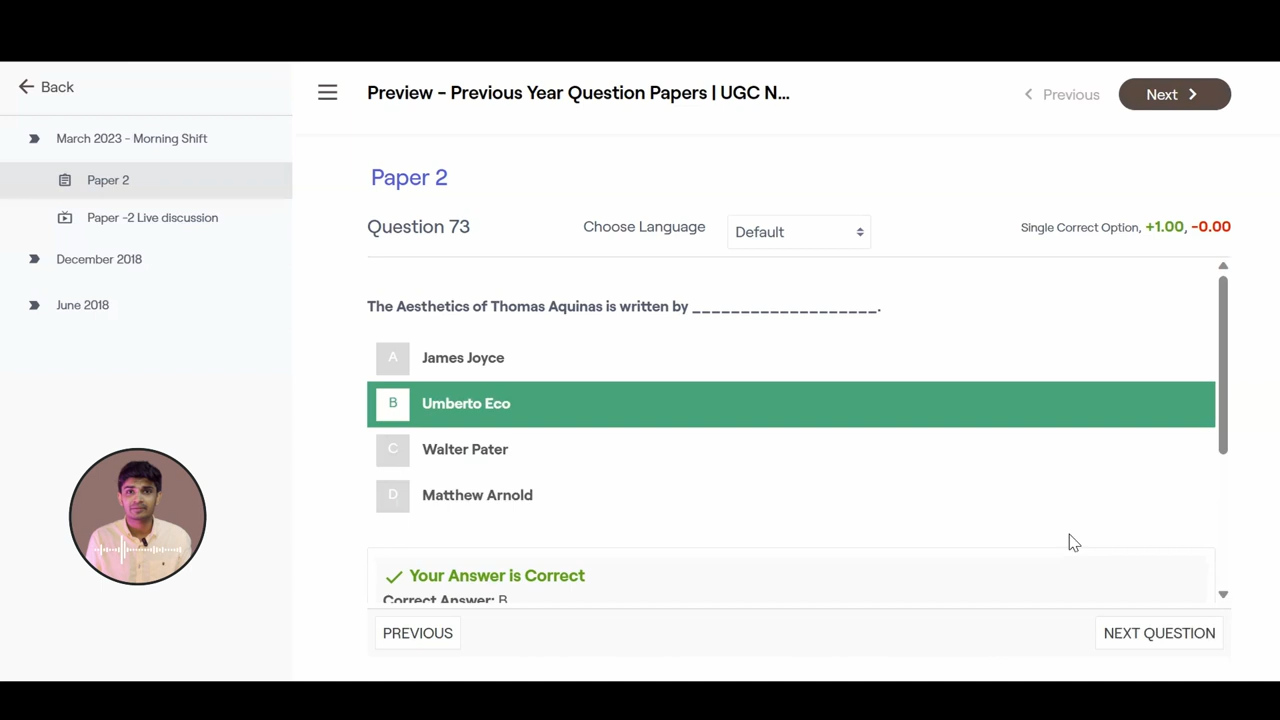 Back
Preview - Previous Year Question Papers | UGC N...
Previous
Next
March 2023 - Morning Shift
Paper 2
Paper -2 Live discussion
December 2018
June 2018
Paper 2
Question 73
Choose Language
Default
Single Correct Option, +1.00, -0.00
The Aesthetics of Thomas Aquinas is written by ___________________.
A James Joyce
B Umberto Eco
C Walter Pater
D Matthew Arnold
Your Answer is Correct
Correct Answer: B
PREVIOUS
NEXT QUESTION